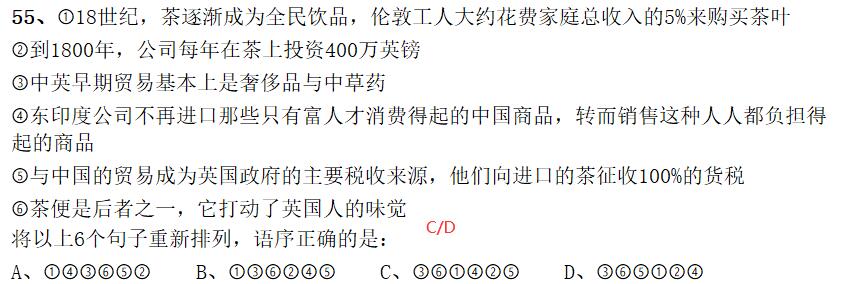 55、①18世纪，茶逐渐成为全民饮品，伦敦工人大约花费家庭总收入的5%来购买茶叶
②到1800年，公司每年在茶上投资400万英镑
③中英早期贸易基本上是奢侈品与中草药
④东印度公司不再进口那些只有富人才消费得起的中国商品，转而销售这种人人都负担得
起的商品
⑤与中国的贸易成为英国政府的主要税收来源，他们向进口的茶征收100%的货税
⑥茶便是后者之一，它打动了英国人的味觉
C/D
将以上6个句子重新排列，语序正确的是：
A、①④③⑥⑤② B、①③⑥②④⑤ C、③⑥①④②⑤ D、③⑥⑤①②④